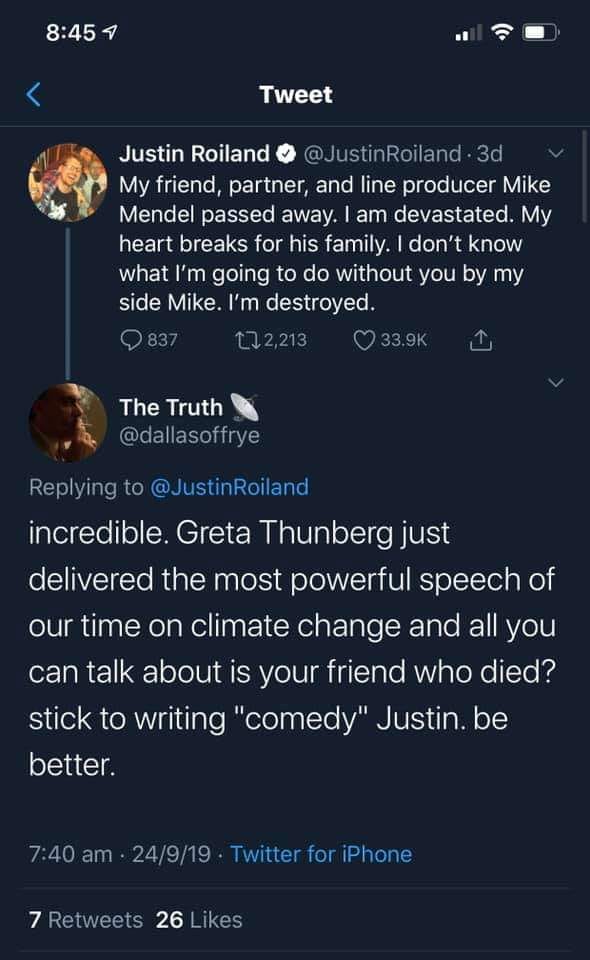 8:45
Tweet
Justin Roiland @JustinRoiland · 3d
My friend, partner, and line producer Mike
Mendel passed away. I am devastated. My
heart breaks for his family. I don’t know
what I’m going to do without you by my
side Mike. I’m destroyed.
837 2,213 33.9K
The Truth
@dallasoffrye
Replying to @JustinRoiland
incredible. Greta Thunberg just
delivered the most powerful speech of
our time on climate change and all you
can talk about is your friend who died?
stick to writing "comedy" Justin. be
better.
7:40 am · 24/9/19 · Twitter for iPhone
7 Retweets 26 Likes